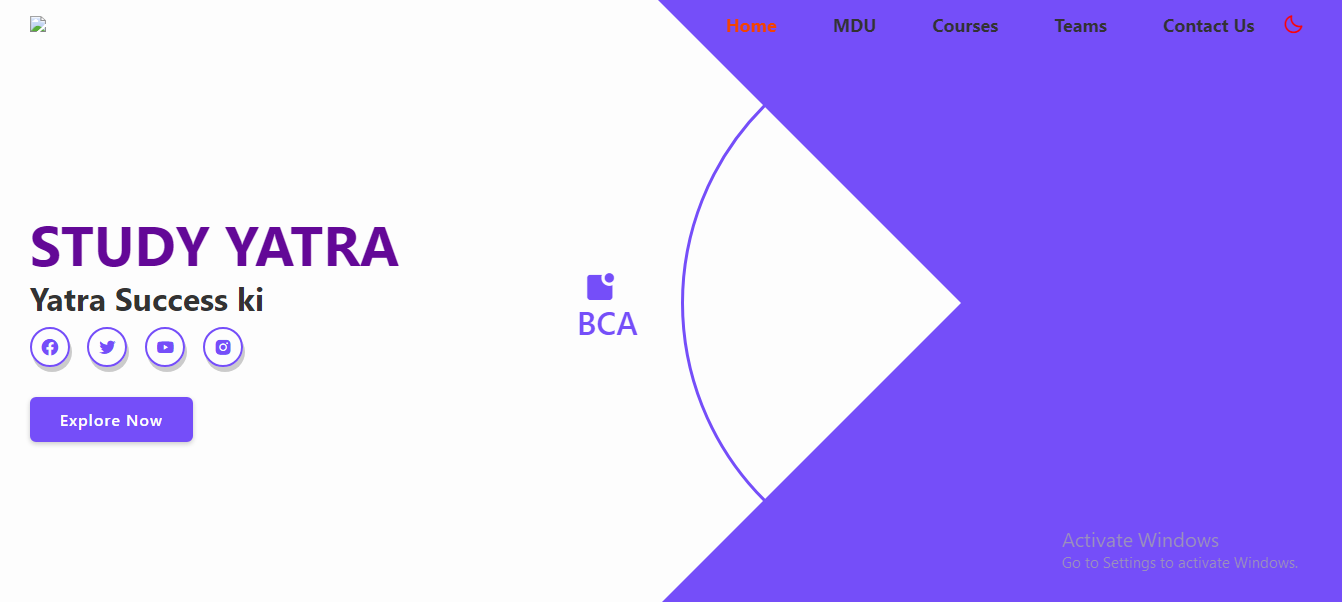 Home MDU Courses Teams Contact Us
STUDY YATRA
Yatra Success ki
BCA
Explore Now
Activate Windows
Go to Settings to activate Windows.